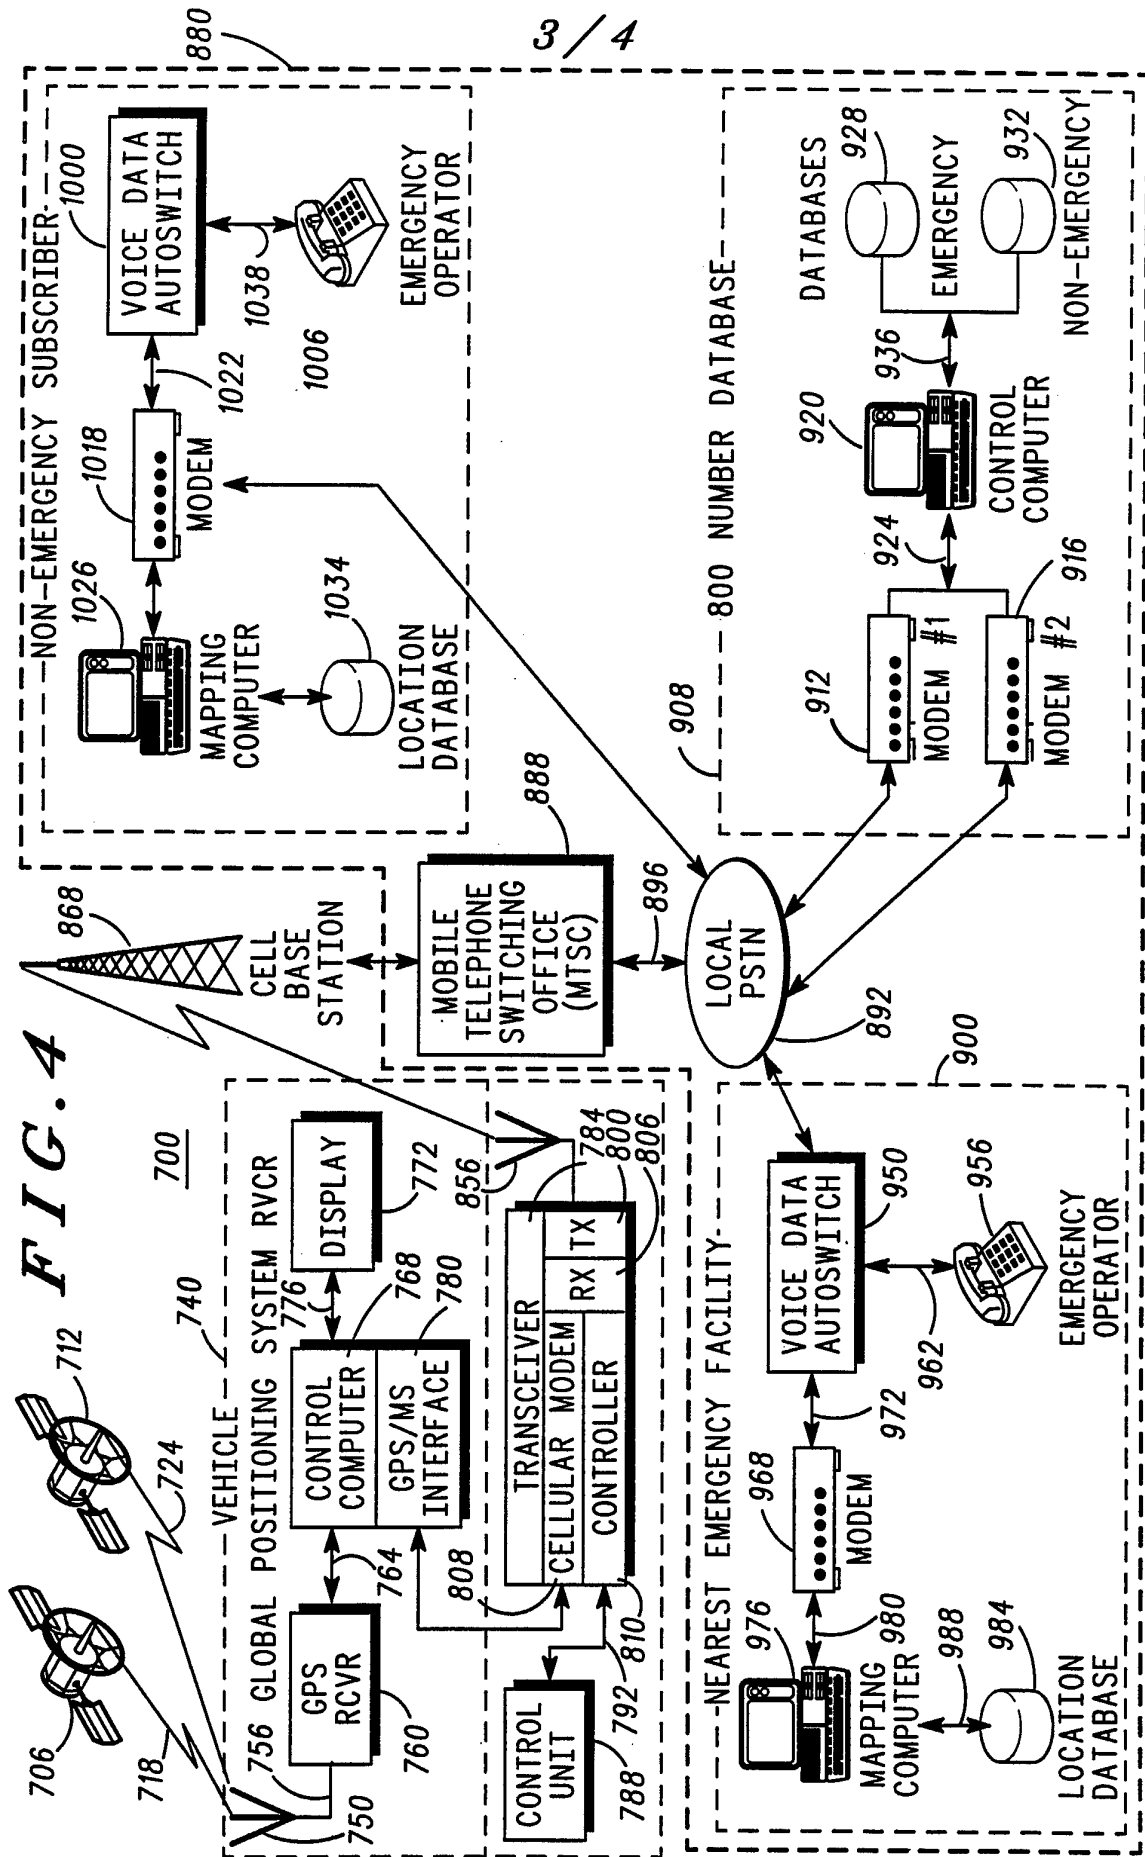 3/4
FIG. 4
700
706
712
718
724
740
VEHICLE
756 GLOBAL POSITIONING SYSTEM RVCR
750
GPS
RCVR
760
764
CONTROL
COMPUTER
GPS/MS
INTERFACE
776
DISPLAY
772
768
780
856
808
TRANSCEIVER
CELLULAR MODEM
RX
TX
CONTROLLER
784
800
806
810
792
CONTROL
UNIT
788
868
CELL
BASE
STATION
MOBILE
TELEPHONE
SWITCHING
OFFICE
(MTSC)
888
896
LOCAL
PSTN
892
880
NON-EMERGENCY SUBSCRIBER
1000
VOICE DATA
AUTOSWITCH
1038
EMERGENCY
OPERATOR
1006
1022
1018
MODEM
1026
MAPPING
COMPUTER
1034
LOCATION
DATABASE
900
NEAREST EMERGENCY FACILITY
976
MAPPING
COMPUTER
980
988
984
LOCATION
DATABASE
968
MODEM
972
VOICE DATA
AUTOSWITCH
950
962
956
EMERGENCY
OPERATOR
908
800 NUMBER DATABASE
912
MODEM #1
MODEM #2
916
924
920
CONTROL
COMPUTER
936
DATABASES
928
EMERGENCY
932
NON-EMERGENCY